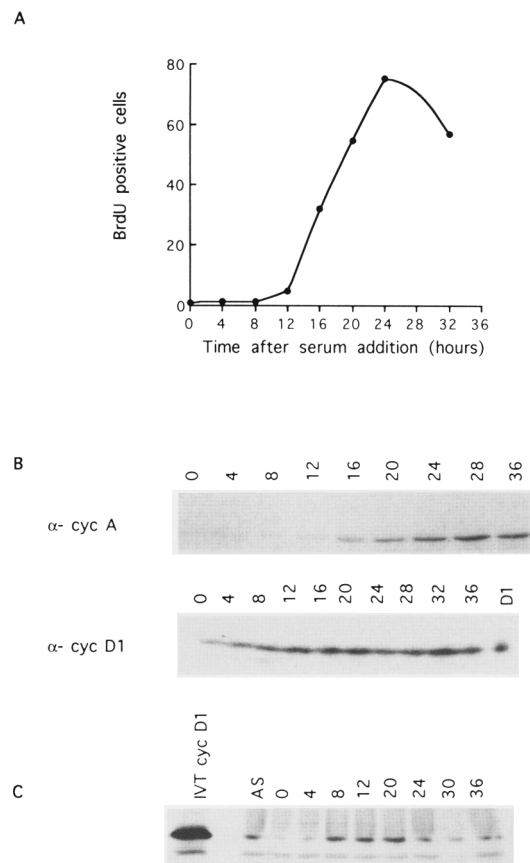 A
80
60
40
20
0
BrdU positive cells
0 4 8 12 16 20 24 28 32 36
Time after serum addition (hours)
B
0 4 8 12 16 20 24 28 36
α- cyc A
0 4 8 12 16 20 24 28 32 36 D1
α- cyc D1
C
IVT cyc D1 AS 0 4 8 12 20 24 30 36